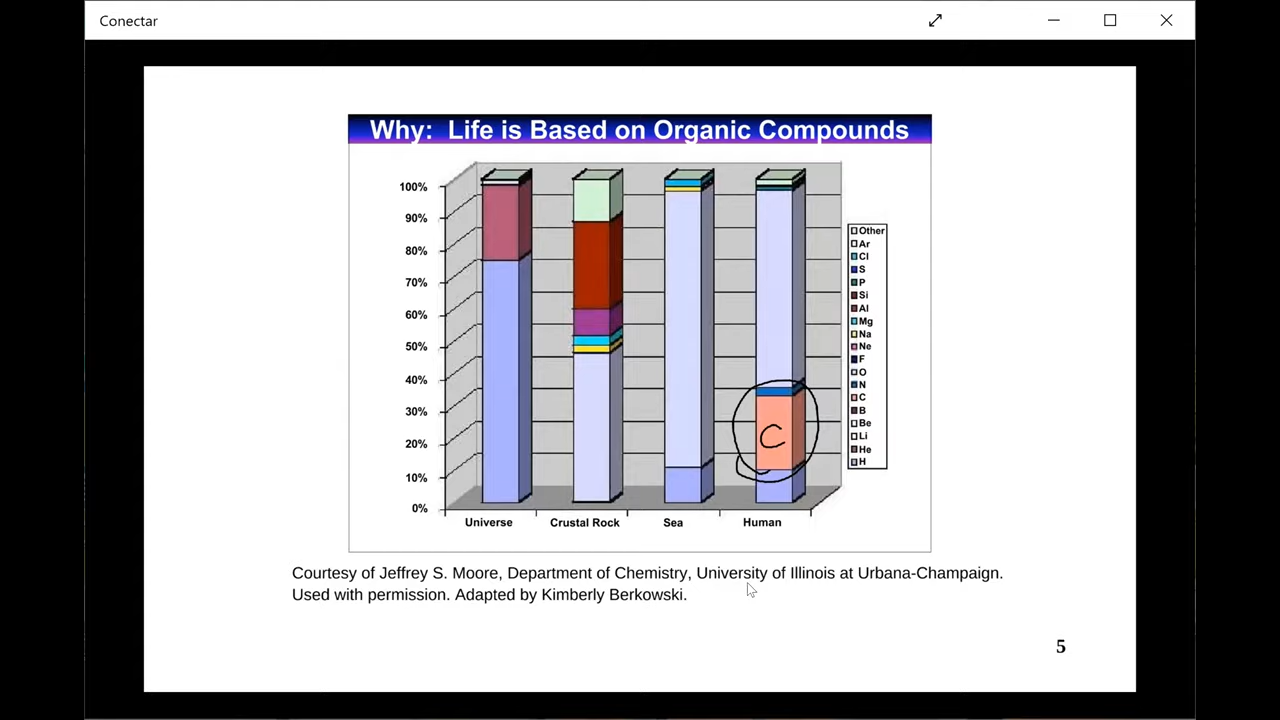 Conectar
Why: Life is Based on Organic Compounds
100%
90%
80%
70%
60%
50%
40%
30%
20%
10%
0%
Universe
Crustal Rock
Sea
Human
C
Other
Ar
Cl
S
P
Si
Al
Mg
Na
Ne
F
O
N
C
B
Be
Li
He
H
Courtesy of Jeffrey S. Moore, Department of Chemistry, University of Illinois at Urbana-Champaign.
Used with permission. Adapted by Kimberly Berkowski.
5